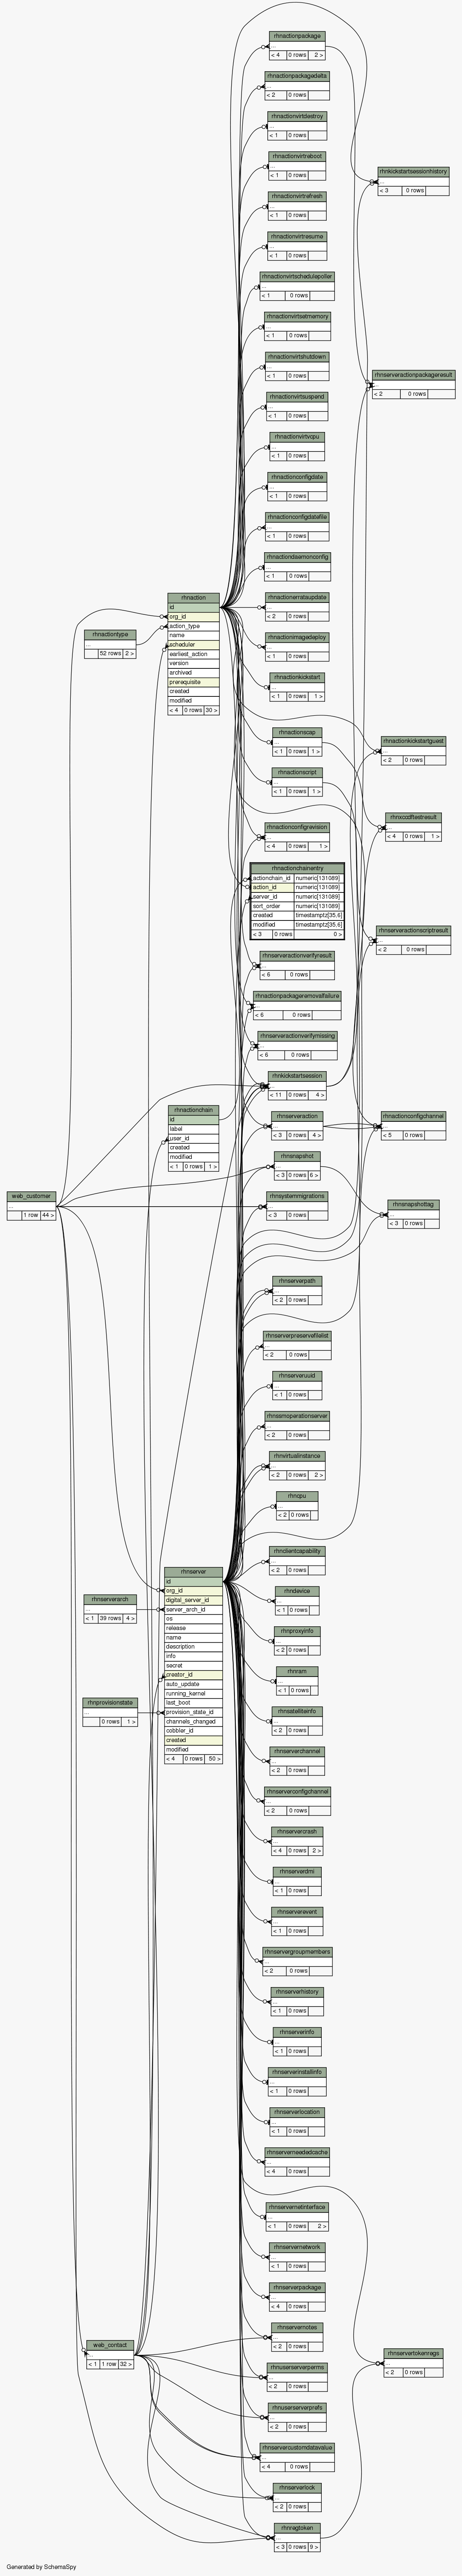 rhnactionpackage
...
< 4 0 rows 2 >
rhnactionpackagedelta
...
< 2 0 rows
rhnactionvirtdestroy
...
< 1 0 rows
rhnactionvirtreboot
...
< 1 0 rows
rhnkickstartsessionhistory
...
< 3 0 rows
rhnactionvirtrefresh
...
< 1 0 rows
rhnactionvirtresume
...
< 1 0 rows
rhnactionvirtschedulepoller
...
< 1 0 rows
rhnactionvirtsetmemory
...
< 1 0 rows
rhnactionvirtshutdown
...
< 1 0 rows
rhnserveractionpackageresult
...
< 2 0 rows
rhnactionvirtsuspend
...
< 1 0 rows
rhnactionvirtvcpu
...
< 1 0 rows
rhnactionconfigdate
...
< 1 0 rows
rhnactionconfigdatefile
...
< 1 0 rows
rhnactiondaemonconfig
...
< 1 0 rows
rhnactionerrataupdate
...
< 2 0 rows
rhnaction
id
org_id
action_type
name
scheduler
earliest_action
version
archived
prerequisite
created
modified
< 4 0 rows 30 >
rhnactiontype
...
52 rows 2 >
rhnactionimagedeploy
...
< 1 0 rows
rhnactionkickstart
...
< 1 0 rows 1 >
rhnactionscap
...
< 1 0 rows 1 >
rhnactionkickstartguest
...
< 2 0 rows
rhnactionscript
...
< 1 0 rows 1 >
rhnxccdftestresult
...
< 4 0 rows 1 >
rhnactionconfigrevision
...
< 4 0 rows 1 >
rhnactionchainentry
actionchain_id numeric[131089]
action_id numeric[131089]
server_id numeric[131089]
sort_order numeric[131089]
created timestamptz[35,6]
modified timestamptz[35,6]
< 3 0 rows 0 >
rhnserveractionscriptresult
...
< 2 0 rows
rhnserveractionverifyresult
...
< 6 0 rows
rhnactionpackageremovalfailure
...
< 6 0 rows
rhnserveractionverifymissing
...
< 6 0 rows
rhnkickstartsession
...
< 11 0 rows 4 >
rhnactionchain
id
label
user_id
created
modified
< 1 0 rows 1 >
rhnserveraction
...
< 3 0 rows 4 >
rhnactionconfigchannel
...
< 5 0 rows
rhnsnapshot
...
< 3 0 rows 6 >
web_customer
...
1 row 44 >
rhnsystemmigrations
...
< 3 0 rows
rhnsnapshottag
...
< 3 0 rows
rhnserverpath
...
< 2 0 rows
rhnserverpreservefilelist
...
< 2 0 rows
rhnserveruuid
...
< 1 0 rows
rhnssmoperationserver
...
< 2 0 rows
rhnvirtualinstance
...
< 2 0 rows 2 >
rhncpu
...
< 2 0 rows
rhnclientcapability
...
< 2 0 rows
rhnserver
id
org_id
digital_server_id
server_arch_id
os
release
name
description
info
secret
creator_id
auto_update
running_kernel
last_boot
provision_state_id
channels_changed
cobbler_id
created
modified
< 4 0 rows 50 >
rhnserverarch
...
< 1 39 rows 4 >
rhnprovisionstate
...
0 rows 1 >
rhndevice
...
< 1 0 rows
rhnproxyinfo
...
< 2 0 rows
rhnram
...
< 1 0 rows
rhnsatelliteinfo
...
< 2 0 rows
rhnserverchannel
...
< 2 0 rows
rhnserverconfigchannel
...
< 2 0 rows
rhnservercrash
...
< 4 0 rows 2 >
rhnserverdmi
...
< 1 0 rows
rhnserverevent
...
< 1 0 rows
rhnservergroupmembers
...
< 2 0 rows
rhnserverhistory
...
< 1 0 rows
rhnserverinfo
...
< 1 0 rows
rhnserverinstallinfo
...
< 1 0 rows
rhnserverlocation
...
< 1 0 rows
rhnserverneededcache
...
< 4 0 rows
rhnservernetinterface
...
< 1 0 rows 2 >
rhnservernetwork
...
< 1 0 rows
rhnserverpackage
...
< 4 0 rows
rhnservernotes
...
< 2 0 rows
web_contact
...
< 1 1 row 32 >
rhnservertokenregs
...
< 2 0 rows
rhnuserserverperms
...
< 2 0 rows
rhnuserserverprefs
...
< 2 0 rows
rhnservercustomdatavalue
...
< 4 0 rows
rhnserverlock
...
< 2 0 rows
rhnregtoken
...
< 3 0 rows 9 >
Generated by SchemaSpy